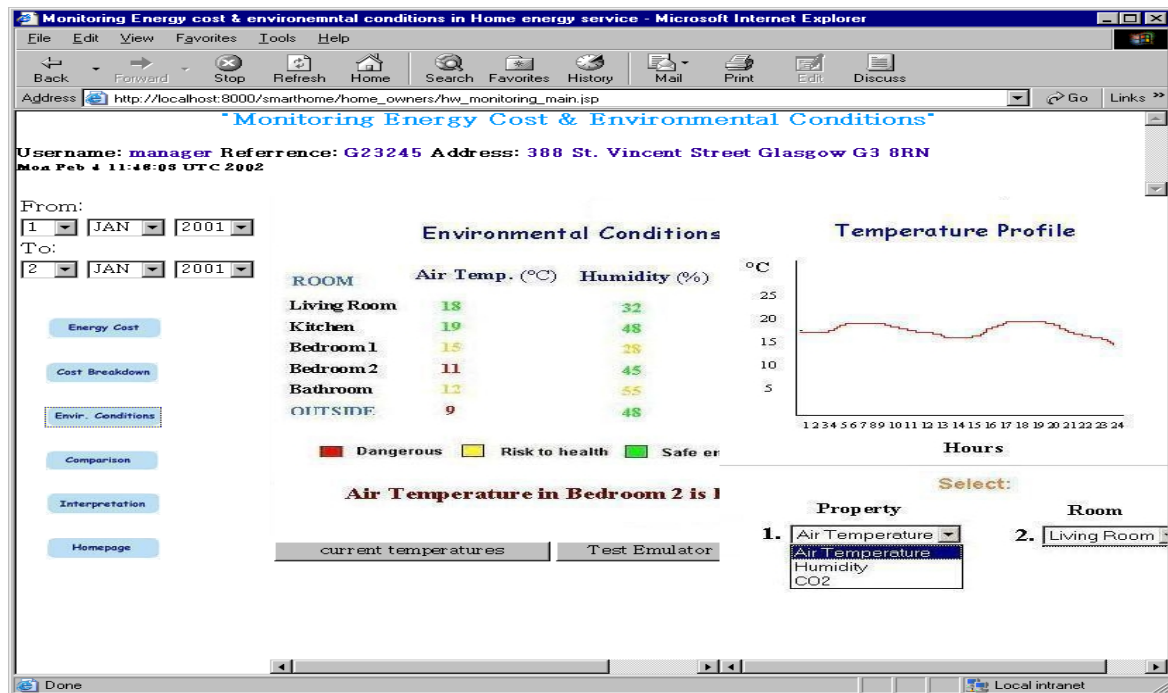 Monitoring Energy cost & environemntal conditions in Home energy service - Microsoft Internet Explorer
File Edit View Favorites Tools Help
Back Forward Stop Refresh Home Search Favorites History Mail Print Edit Discuss
Address http://localhost:8000/smarthome/home_owners/hw_monitoring_main.jsp Go Links »
"Monitoring Energy Cost & Environmental Conditions"
Username: manager Referrence: G23245 Address: 388 St. Vincent Street Glasgow G3 8RN
Mon Feb 4 11:46:08 UTC 2002
From:
1 JAN 2001
To:
2 JAN 2001
Energy Cost
Cost Breakdown
Envir. Conditions
Comparison
Interpretation
Homepage
Environmental Conditions
ROOM Air Temp. (°C) Humidity (%)
Living Room 18 32
Kitchen 19 48
Bedroom1 15 28
Bedroom 2 11 45
Bathroom 12 55
OUTSIDE 9 48
Dangerous Risk to health Safe er
Air Temperature in Bedroom 2 is
current temperatures Test Emulator
Temperature Profile
°C
25
20
15
10
5
1 2 3 4 5 6 7 8 9 10 11 12 13 14 15 16 17 18 19 20 21 22 23 24
Hours
Select:
Property Room
1. Air Temperature 2. Living Room
Air Temperature
Humidity
CO2
Done Local intranet